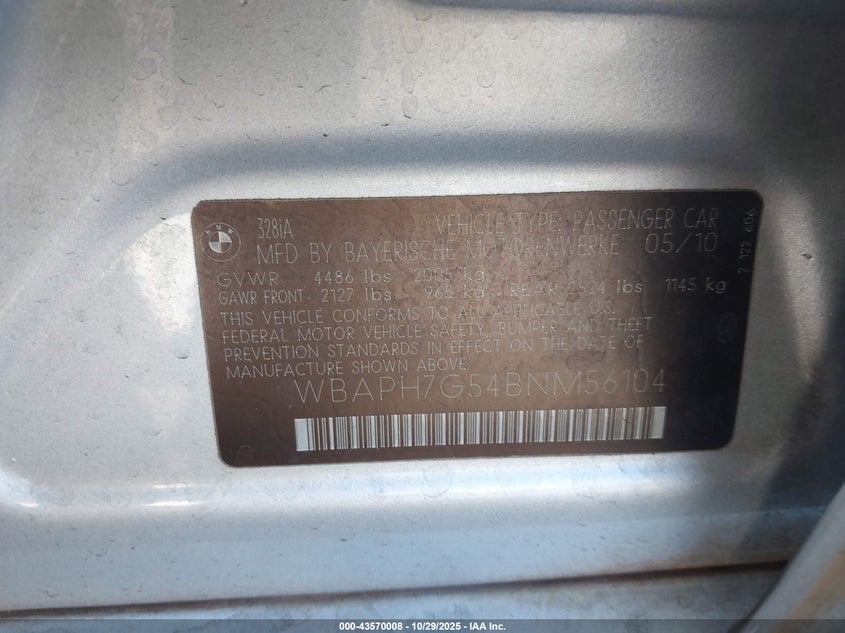 BMW
328iA VEHICLE TYPE: PASSENGER CAR
MFD BY BAYERISCHE MOTORENWERKE 05/10
GVWR 4486 lbs 2005 kg
GAWR FRONT- 2127 lbs 965 kg REAR 2524 lbs 1145 kg
THIS VEHICLE CONFORMS TO ALL APPLICABLE U.S.
FEDERAL MOTOR VEHICLE SAFETY, BUMPER AND THEFT
PREVENTION STANDARDS IN EFFECT ON THE DATE OF
MANUFACTURE SHOWN ABOVE.
WBAPH7G54BNM56104
2 122 606
000-43570008 - 10/29/2025 - IAA Inc.